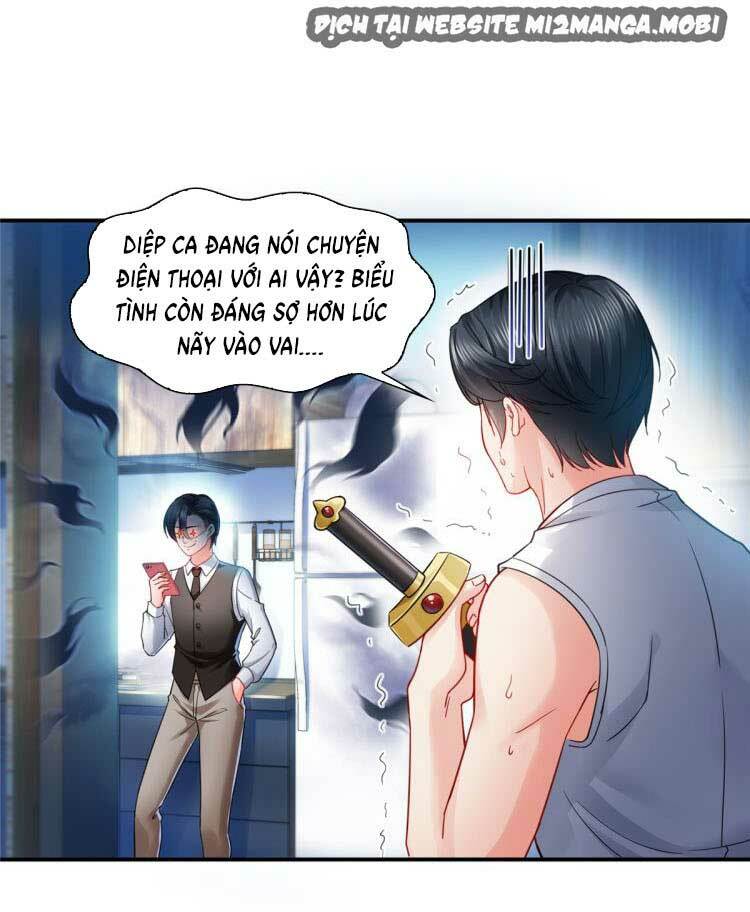 DỊCH TẠI WEBSITE MI2MANGA.MOBI
DIỆP CA ĐANG NÓI CHUYỆN
ĐIỆN THOẠI VỚI AI VẬY? BIỂU
TÌNH CÒN ĐÁNG SỢ HƠN LÚC
NÃY VÀO VAI....